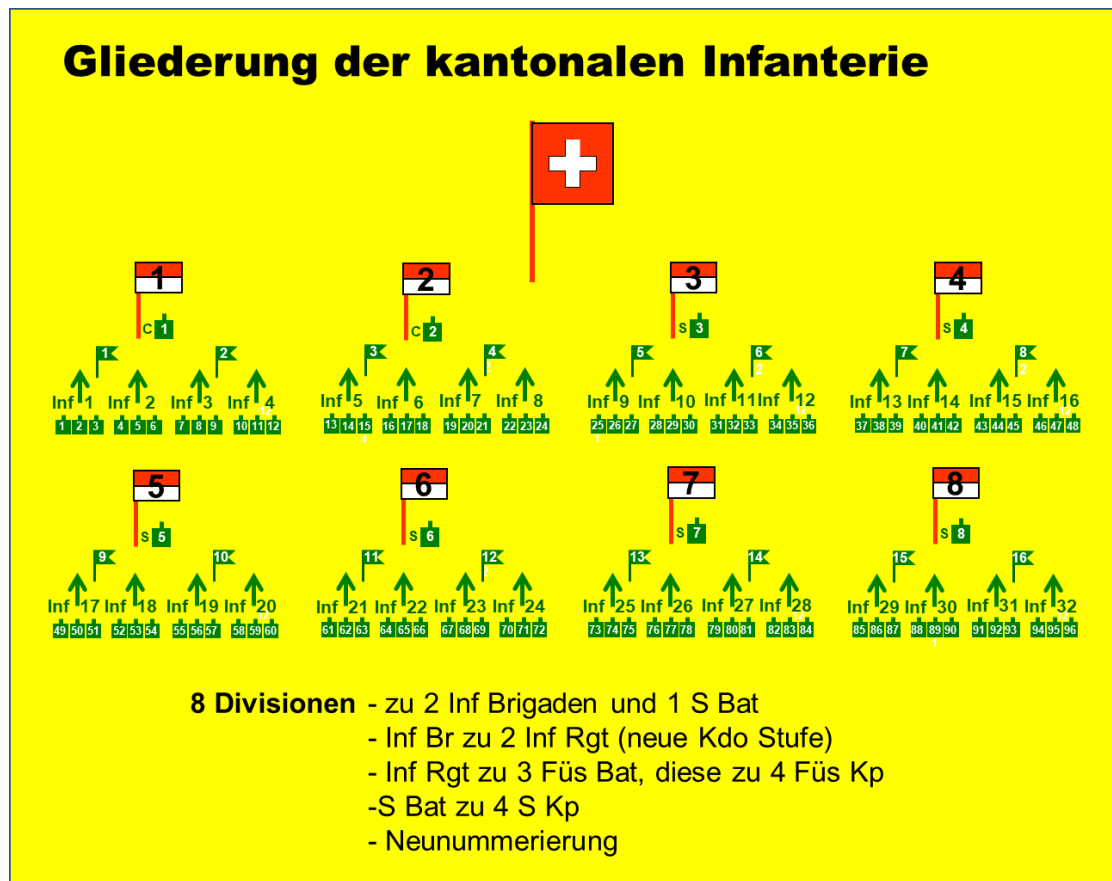 Gliederung der kantonalen Infanterie
1 2 3 4
C 1 C 2 S 3 S 4
1 2 3 4 5 6 7 8
2 2 2
Inf 1 Inf 2 Inf 3 Inf 4 Inf 5 Inf 6 Inf 7 Inf 8 Inf 9 Inf 10 Inf 11 Inf 12 Inf 13 Inf 14 Inf 15 Inf 16
12 12 12
1 2 3 4 5 6 7 8 9 10 11 12 13 14 15 16 17 18 19 20 21 22 23 24 25 26 27 28 29 30 31 32 33 34 35 36 37 38 39 40 41 42 43 44 45 46 47 48
4 1
5 6 7 8
S 5 S 6 S 7 S 8
9 10 11 12 13 14 15 16
Inf 17 Inf 18 Inf 19 Inf 20 Inf 21 Inf 22 Inf 23 Inf 24 Inf 25 Inf 26 Inf 27 Inf 28 Inf 29 Inf 30 Inf 31 Inf 32
49 50 51 52 53 54 55 56 57 58 59 60 61 62 63 64 65 66 67 68 69 70 71 72 73 74 75 76 77 78 79 80 81 82 83 84 85 86 87 88 89 90 91 92 93 94 95 96
1
8 Divisionen - zu 2 Inf Brigaden und 1 S Bat
- Inf Br zu 2 Inf Rgt (neue Kdo Stufe)
- Inf Rgt zu 3 Füs Bat, diese zu 4 Füs Kp
-S Bat zu 4 S Kp
- Neunummerierung